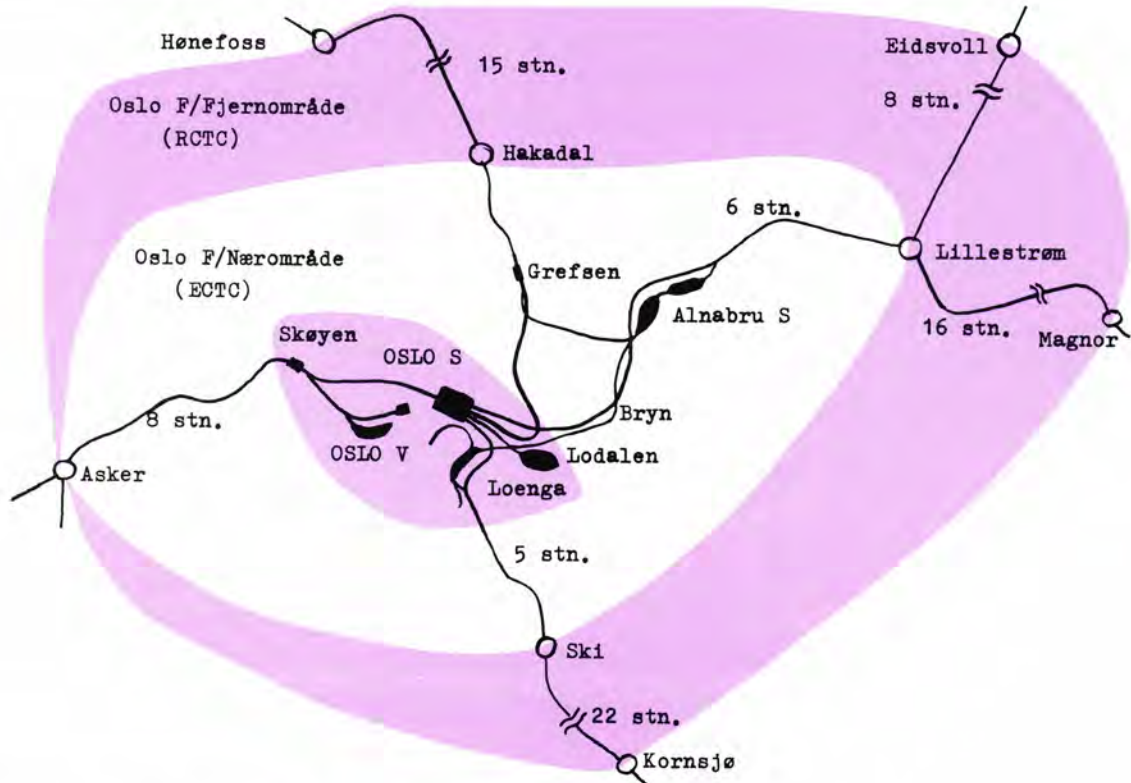 Hønefoss
15 stn.
Eidsvoll
8 stn.
Oslo F/Fjernområde
(RCTC)
Hakadal
6 stn.
Oslo F/Nærområde
(ECTC)
Grefsen
Lillestrøm
Alnabru S
16 stn.
Magnor
Skøyen
OSLO S
8 stn.
OSLO V
Bryn
Lodalen
Asker
Loenga
5 stn.
Ski
22 stn.
Kornsjø